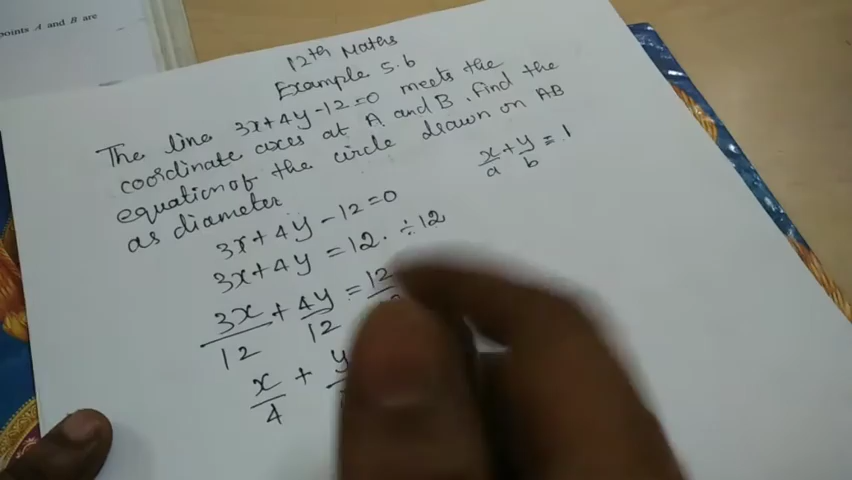 points A and B are
12th Maths
Example 5.6
The line 3x+4y-12=0 meets the
coordinate axes at A and B. Find the
equation of the circle drawn on AB
as diameter
x/a + y/b = 1
3x+4y-12=0
3x+4y=12. ÷12
3x/12 + 4y/12 = 12
x/4 + y